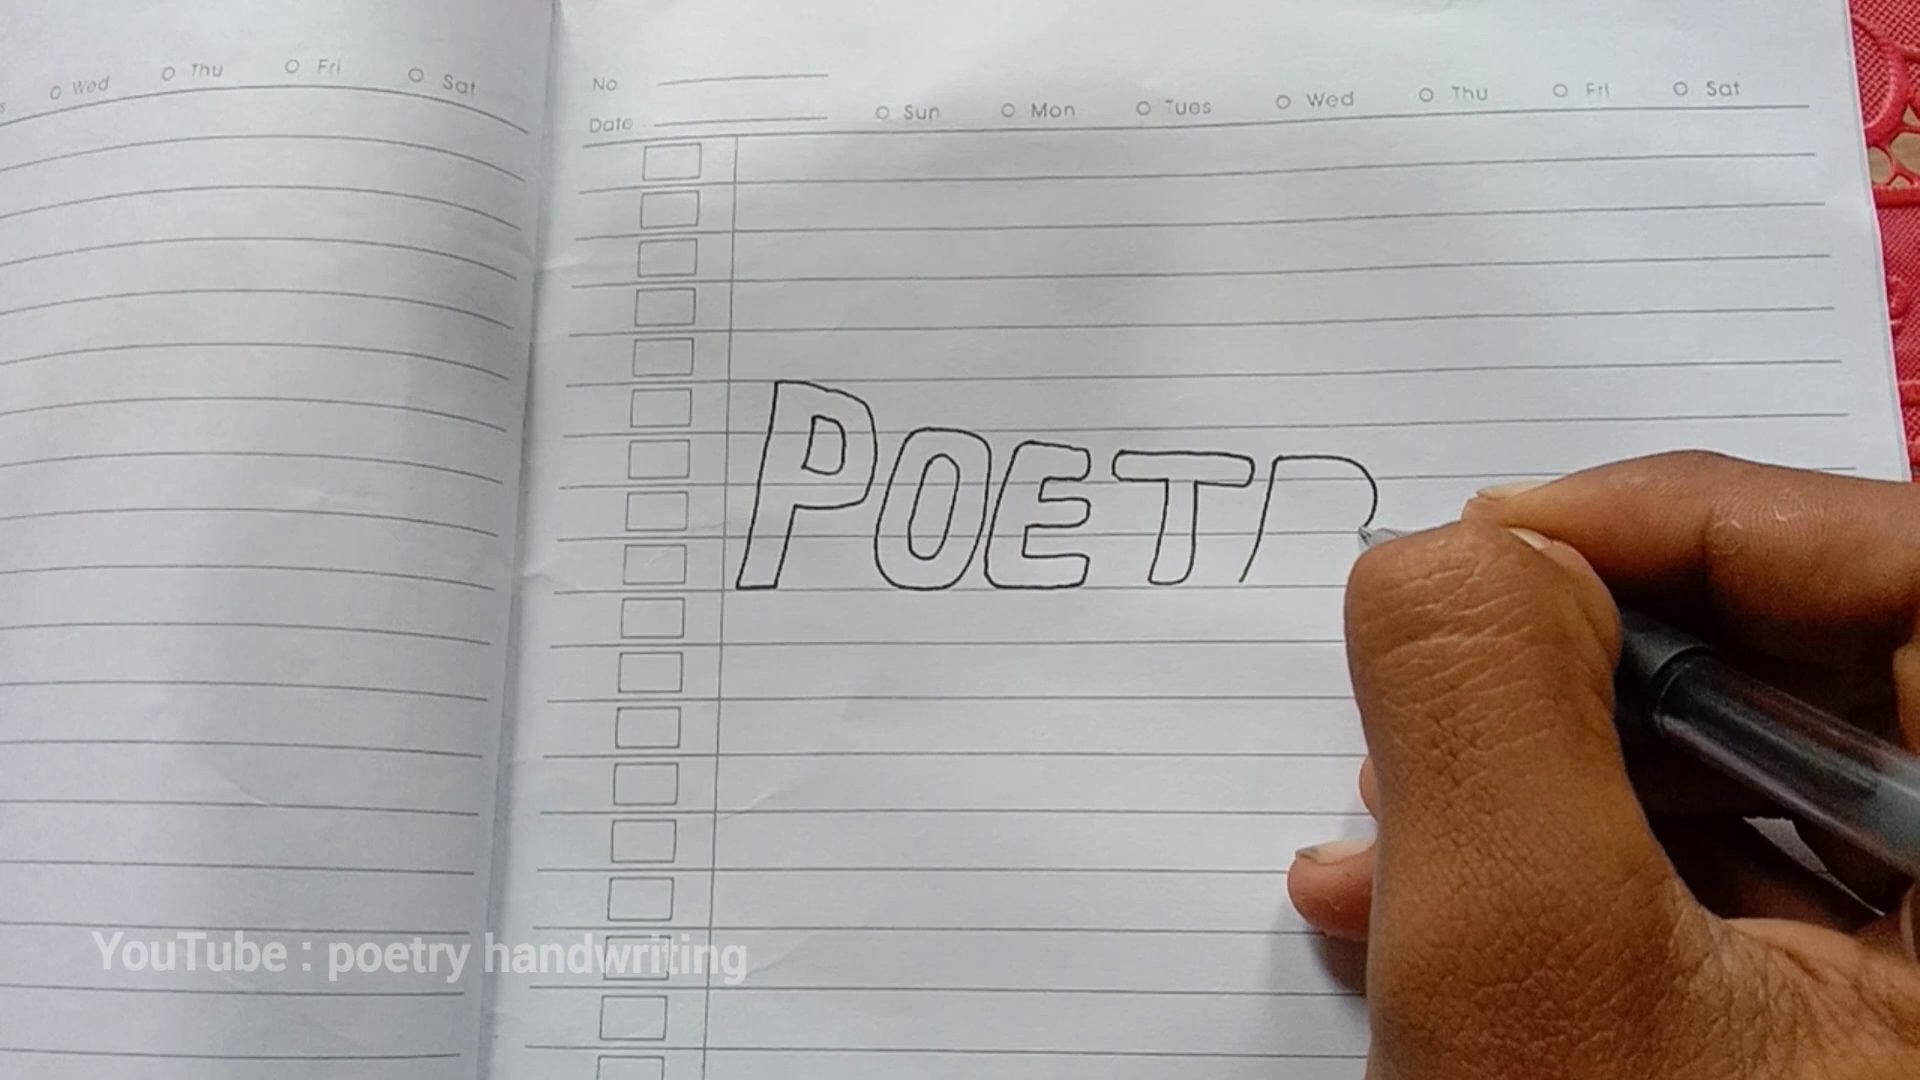 s Wed Thu Fri Sat
No
Sun Mon Tues Wed Thu Fri Sat
Date
POET
YouTube : poetry handwriting